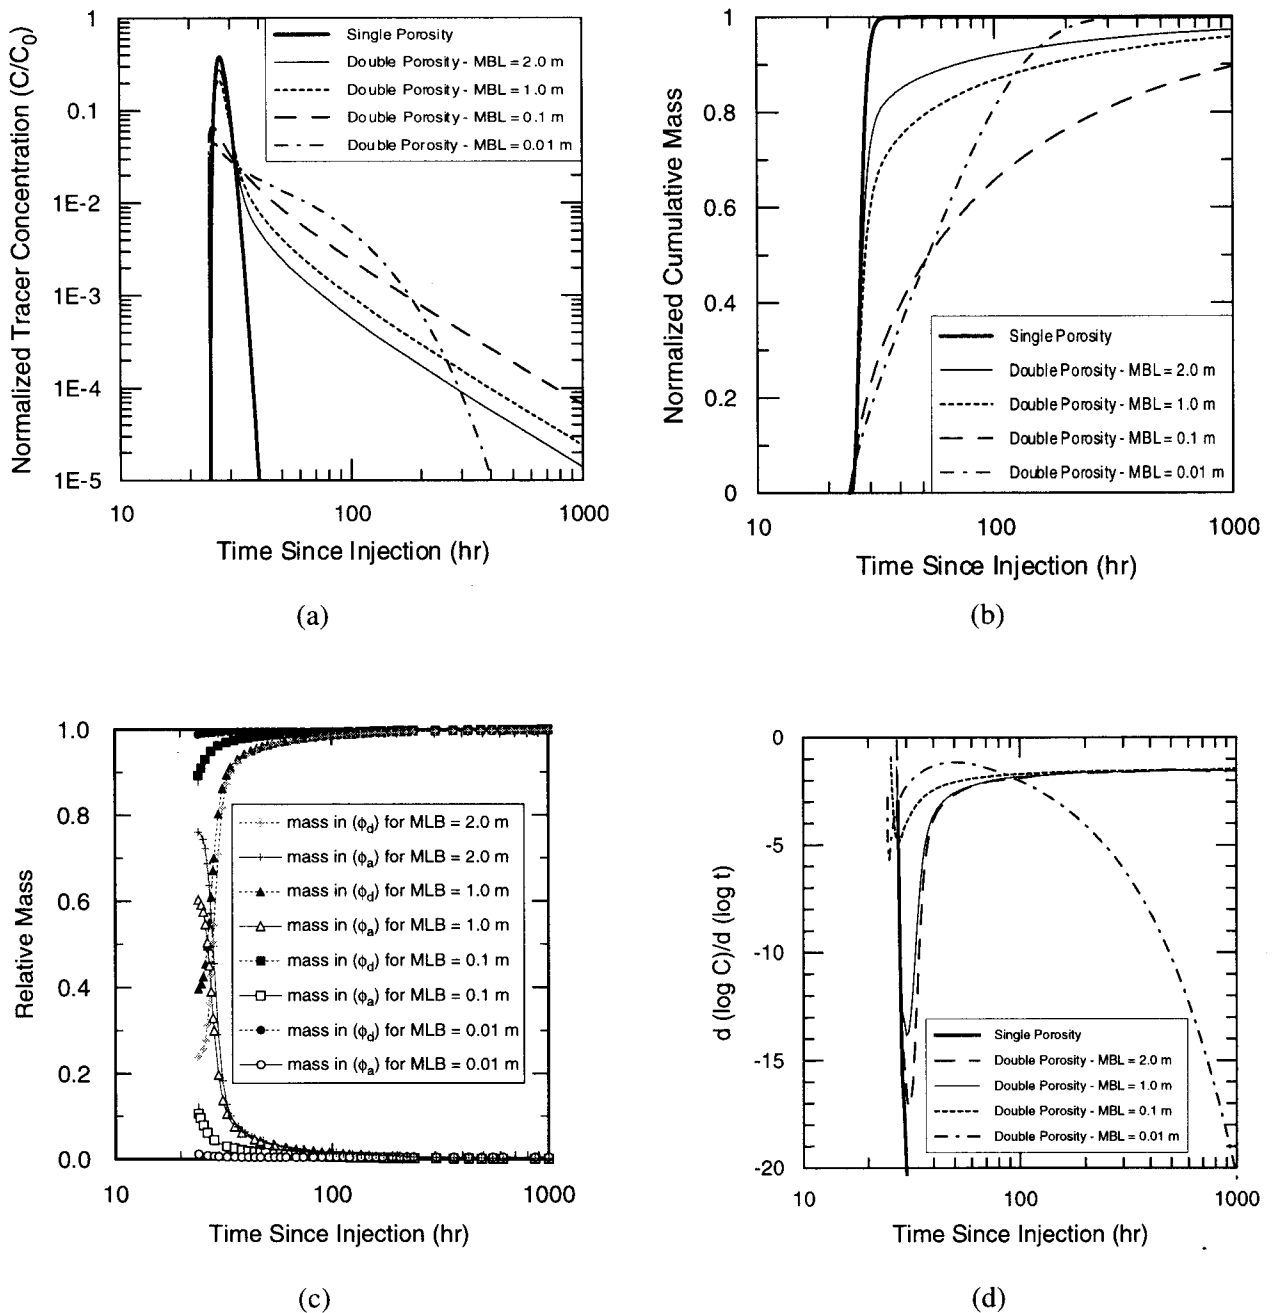 Normalized Tracer Concentration (C/C0)
1
0.1
1E-2
1E-3
1E-4
1E-5
10
100
1000
Time Since Injection (hr)
Single Porosity
Double Porosity - MBL = 2.0 m
Double Porosity - MBL = 1.0 m
Double Porosity - MBL = 0.1 m
Double Porosity - MBL = 0.01 m
(a)
Normalized Cumulative Mass
1
0.8
0.6
0.4
0.2
0
10
100
1000
Time Since Injection (hr)
Single Porosity
Double Porosity - MBL = 2.0 m
Double Porosity - MBL = 1.0 m
Double Porosity - MBL = 0.1 m
Double Porosity - MBL = 0.01 m
(b)
Relative Mass
1.0
0.8
0.6
0.4
0.2
0.0
10
100
1000
Time Since Injection (hr)
mass in (ϕd) for MLB = 2.0 m
mass in (ϕa) for MLB = 2.0 m
mass in (ϕd) for MLB = 1.0 m
mass in (ϕa) for MLB = 1.0 m
mass in (ϕd) for MLB = 0.1 m
mass in (ϕa) for MLB = 0.1 m
mass in (ϕd) for MLB = 0.01 m
mass in (ϕa) for MLB = 0.01 m
(c)
d (log C)/d (log t)
0
-5
-10
-15
-20
10
100
1000
Time Since Injection (hr)
Single Porosity
Double Porosity - MBL = 2.0 m
Double Porosity - MBL = 1.0 m
Double Porosity - MBL = 0.1 m
Double Porosity - MBL = 0.01 m
(d)